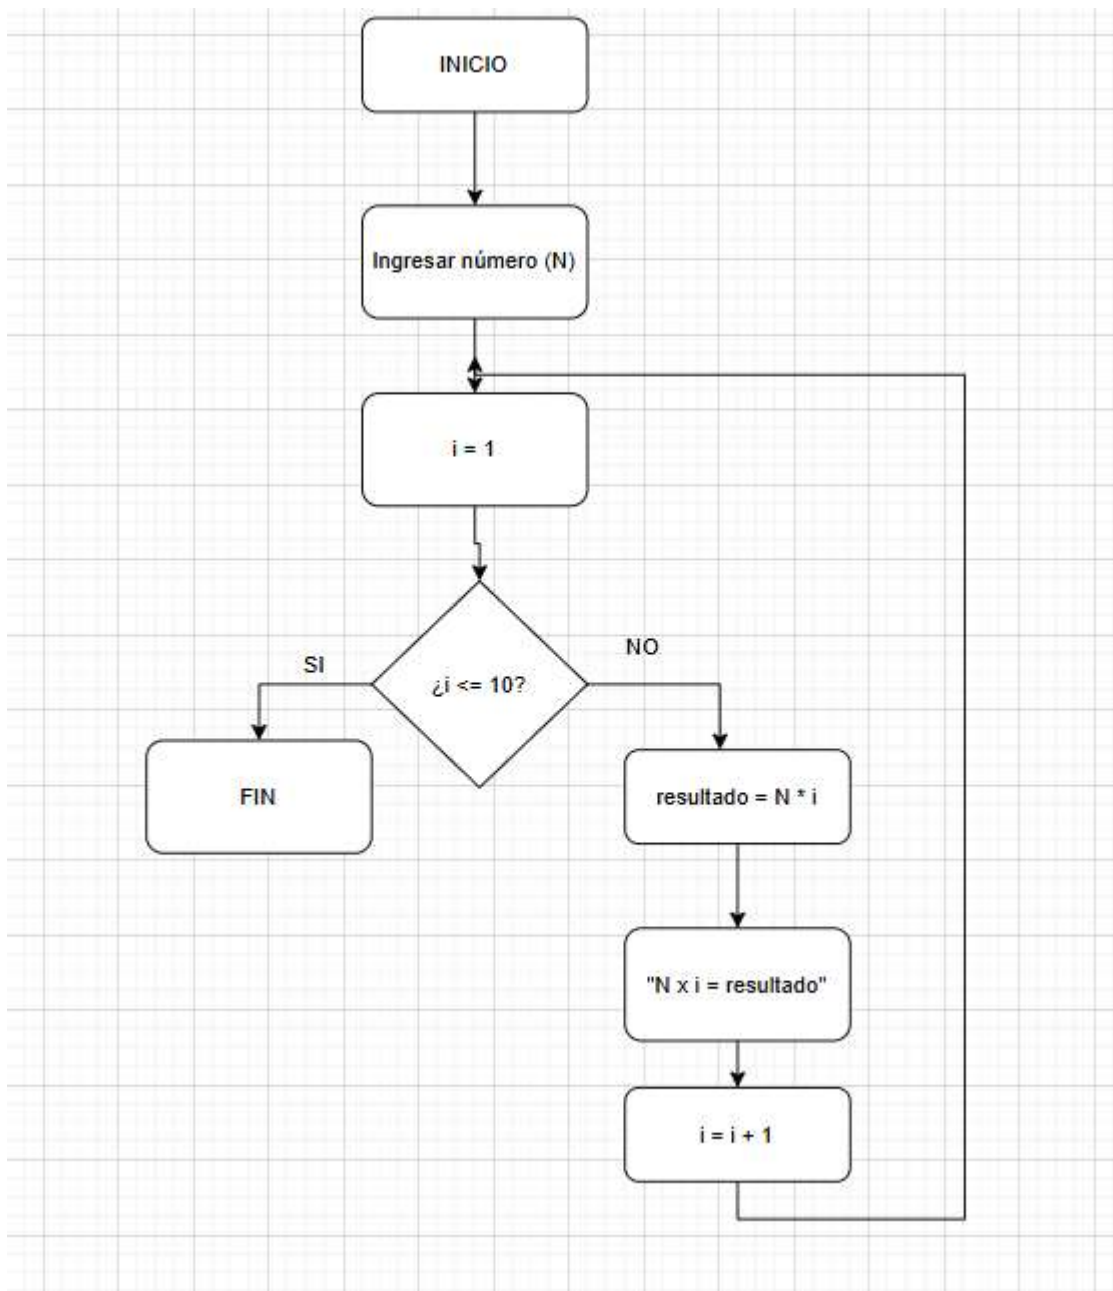 INICIO
Ingresar número (N)
i = 1
¿i <= 10?
SI
NO
FIN
resultado = N * i
"N x i = resultado"
i = i + 1